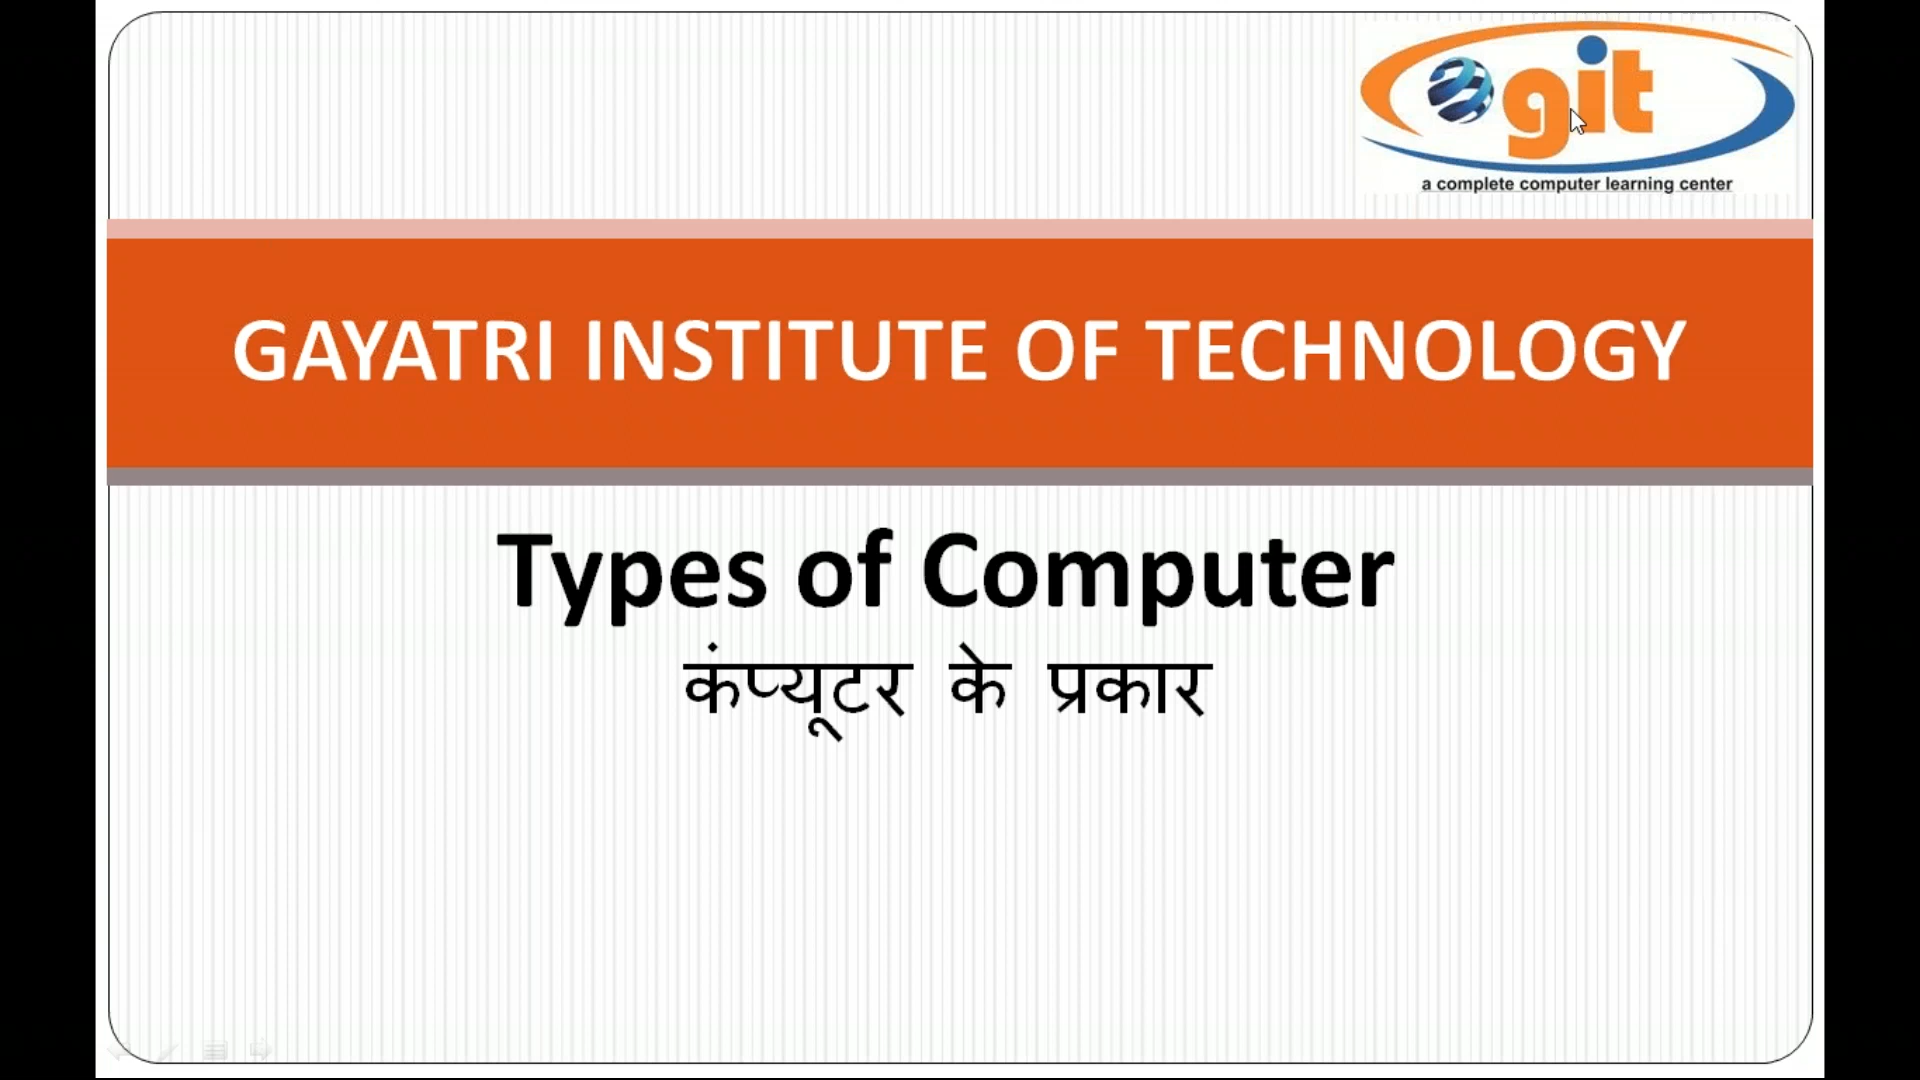 git
a complete computer learning center
GAYATRI INSTITUTE OF TECHNOLOGY
Types of Computer
कंप्यूटर के प्रकार